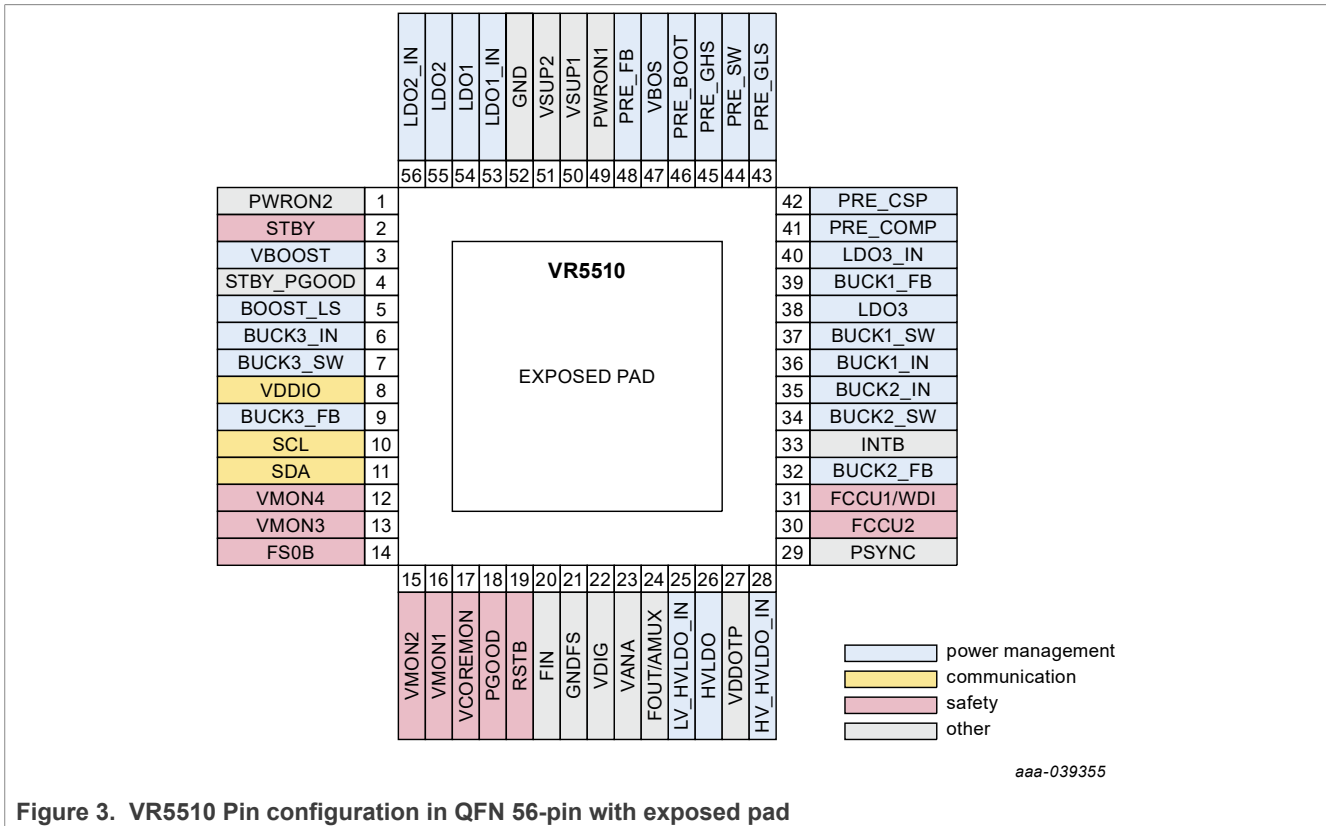 LDO2_IN
LDO2
LDO1
LDO1_IN
GND
VSUP2
VSUP1
PWRON1
PRE_FB
VBOS
PRE_BOOT
PRE_GHS
PRE_SW
PRE_GLS
56 55 54 53 52 51 50 49 48 47 46 45 44 43
PWRON2 1
STBY 2
VBOOST 3
STBY_PGOOD 4
BOOST_LS 5
BUCK3_IN 6
BUCK3_SW 7
VDDIO 8
BUCK3_FB 9
SCL 10
SDA 11
VMON4 12
VMON3 13
FS0B 14
VR5510
EXPOSED PAD
42 PRE_CSP
41 PRE_COMP
40 LDO3_IN
39 BUCK1_FB
38 LDO3
37 BUCK1_SW
36 BUCK1_IN
35 BUCK2_IN
34 BUCK2_SW
33 INTB
32 BUCK2_FB
31 FCCU1/WDI
30 FCCU2
29 PSYNC
15 16 17 18 19 20 21 22 23 24 25 26 27 28
VMON2
VMON1
VCOREMON
PGOOD
RSTB
FIN
GNDFS
VDIG
VANA
FOUT/AMUX
LV_HVLDO_IN
HVLDO
VDDOTP
HV_HVLDO_IN
power management
communication
safety
other
aaa-039355
Figure 3. VR5510 Pin configuration in QFN 56-pin with exposed pad